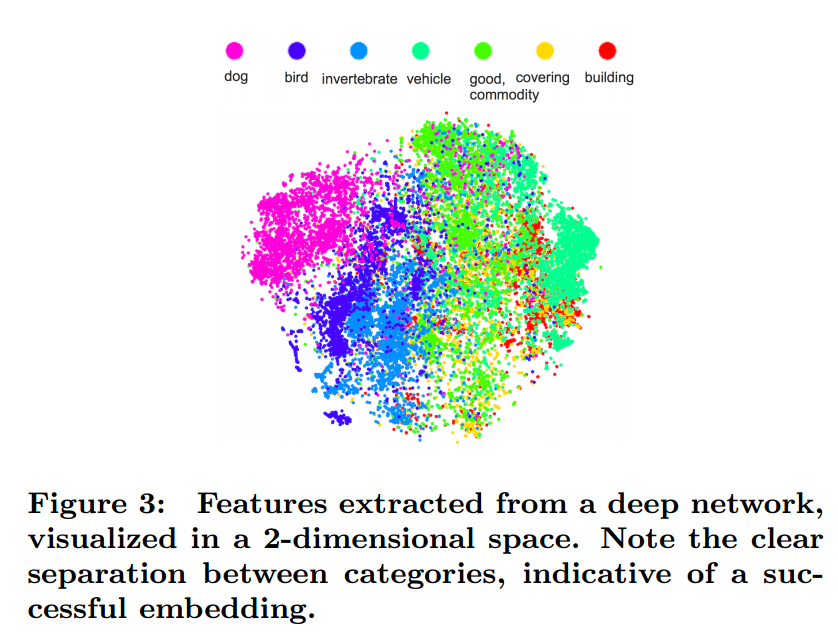 dog bird invertebrate vehicle good, covering building
commodity
Figure 3: Features extracted from a deep network,
visualized in a 2-dimensional space. Note the clear
separation between categories, indicative of a suc-
cessful embedding.